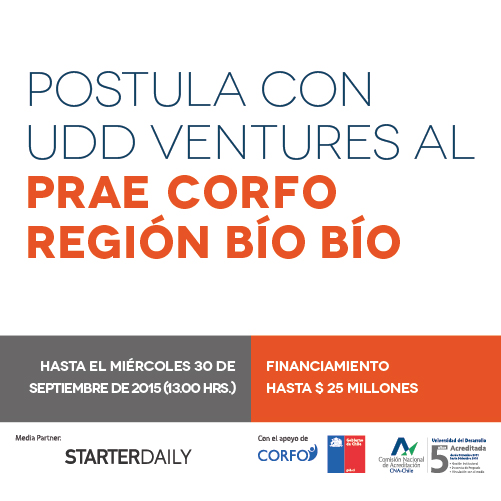 POSTULA CON
UDD VENTURES AL
PRAE CORFO
REGIÓN BÍO BÍO
HASTA EL MIÉRCOLES 30 DE
SEPTIEMBRE DE 2015 (13.00 HRS.)
FINANCIAMIENTO
HASTA $ 25 MILLONES
Media Partner:
STARTERDAILY
Con el apoyo de
CORFO
Gobierno
de Chile
Comisión Nacional
de Acreditación
CNA-Chile
Universidad del Desarrollo
5 años Acreditada